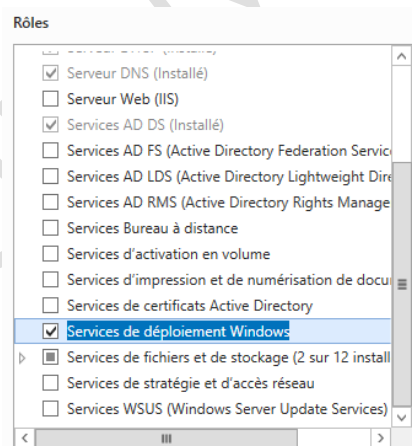 Rôles
Serveur DNS (Installé)
Serveur Web (IIS)
Services AD DS (Installé)
Services AD FS (Active Directory Federation Service
Services AD LDS (Active Directory Lightweight Dire
Services AD RMS (Active Directory Rights Manage
Services Bureau à distance
Services d'activation en volume
Services d'impression et de numérisation de docu
Services de certificats Active Directory
Services de déploiement Windows
Services de fichiers et de stockage (2 sur 12 install
Services de stratégie et d'accès réseau
Services WSUS (Windows Server Update Services)